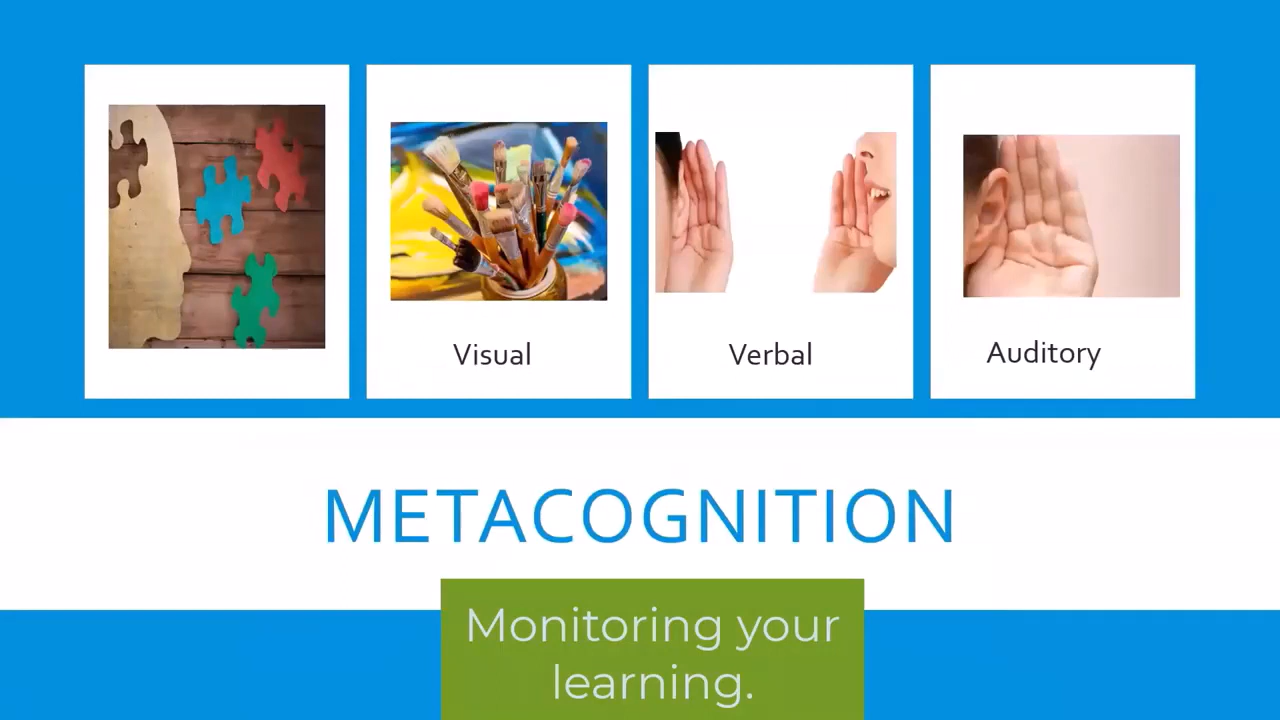 Visual
Verbal
Auditory
METACOGNITION
Monitoring your
learning.